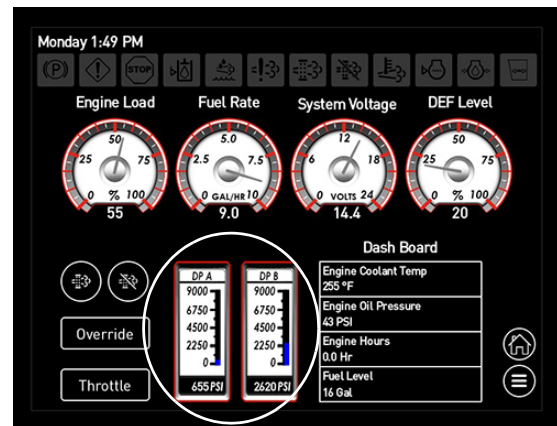 Monday 1:49 PM
(P) STOP
Engine Load Fuel Rate System Voltage DEF Level
50 5.0 12 50
25 75 2.5 7.5 6 18 25 75
0 % 100 0 GAL/HR 10 0 VOLTS 24 0 % 100
55 9.0 14.4 20
Dash Board
DP A DP B
9000 9000
6750 6750
4500 4500
2250 2250
0 0
655 PSI 2620 PSI
Engine Coolant Temp
255 °F
Engine Oil Pressure
43 PSI
Engine Hours
0.0 Hr
Fuel Level
16 Gal
Override
Throttle